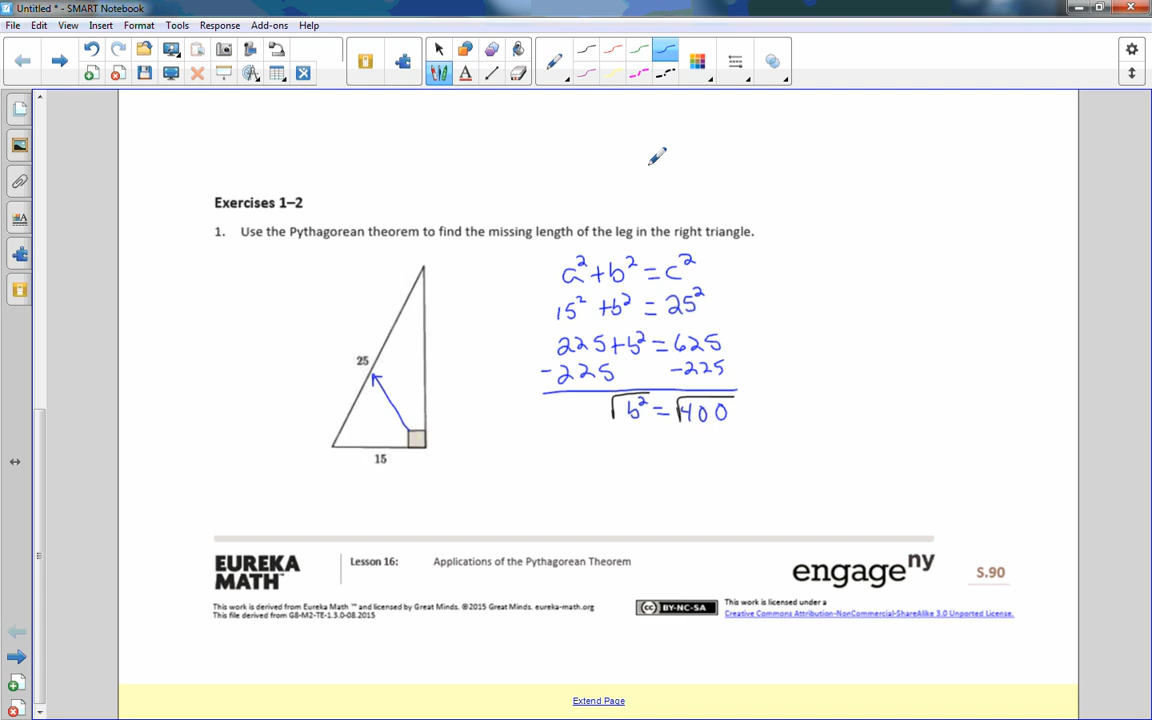 Untitled * - SMART Notebook
File Edit View Insert Format Tools Response Add-ons Help
Exercises 1–2
1. Use the Pythagorean theorem to find the missing length of the leg in the right triangle.
a² + b² = c²
15² + b² = 25²
25
225 + b² = 625
-225 -225
√b² = √400
15
EUREKA MATH™
Lesson 16: Applications of the Pythagorean Theorem
engage^ny
S.90
This work is derived from Eureka Math ™ and licensed by Great Minds. ©2015 Great Minds. eureka-math.org
This file derived from G8-M2-TE-1.3.0-08.2015
(cc) BY-NC-SA
This work is licensed under a
Creative Commons Attribution-NonCommercial-ShareAlike 3.0 Unported License.
Extend Page